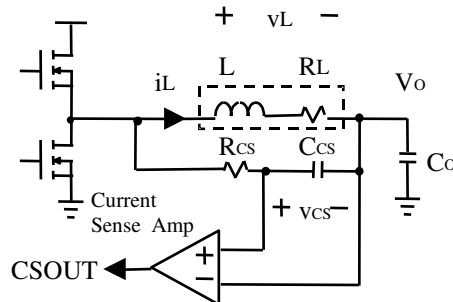 + vL −
iL L RL VO
RCS CCS CO
+ vCS −
Current
Sense Amp
+
−
CSOUT